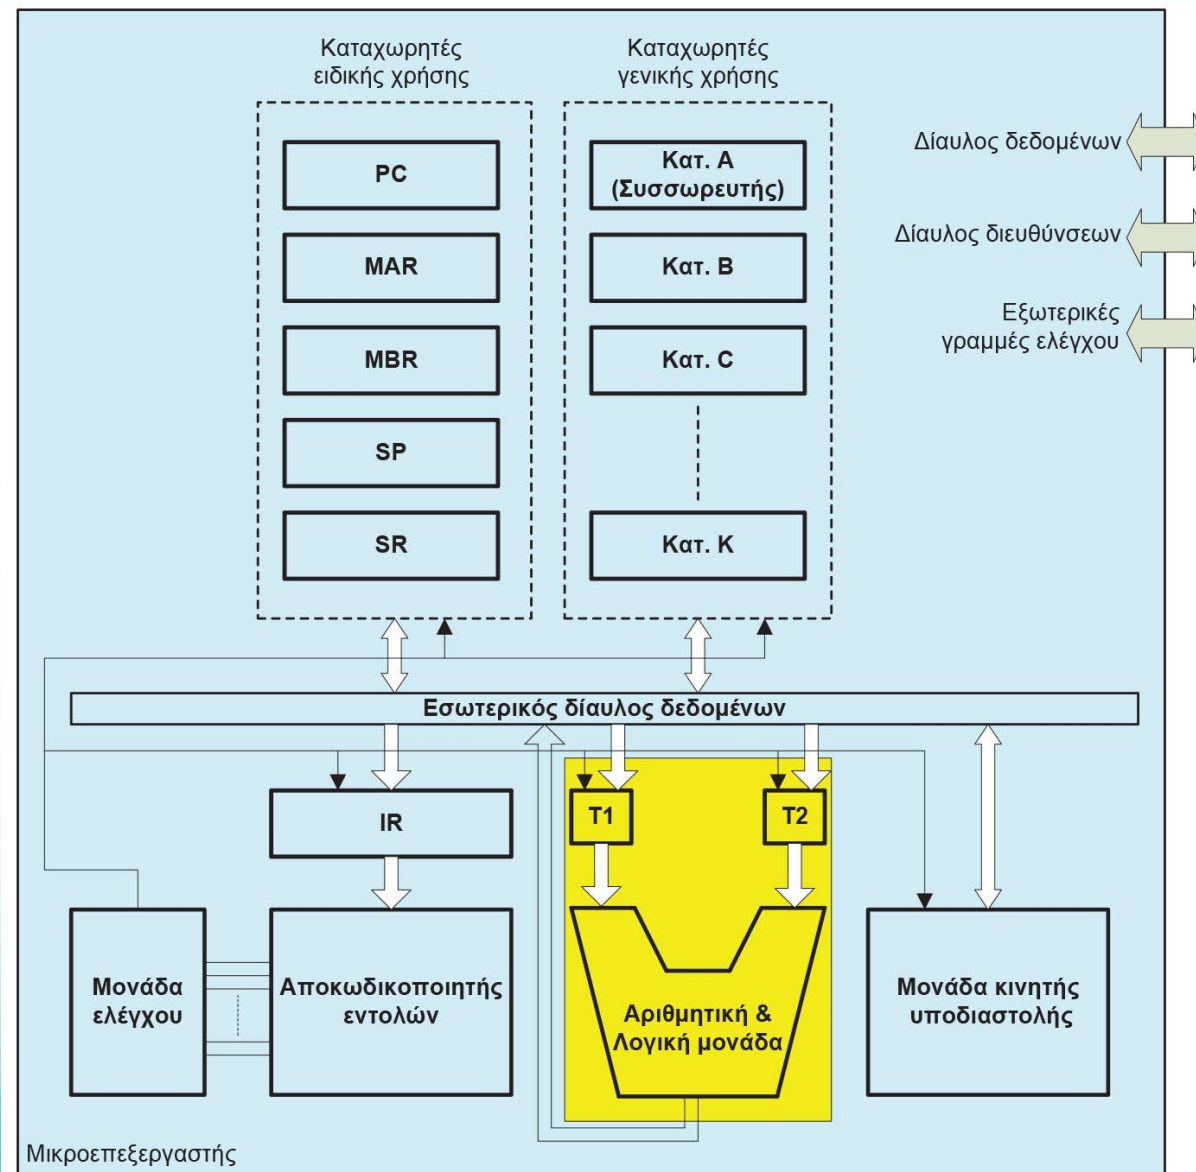 Καταχωρητές
ειδικής χρήσης
Καταχωρητές
γενικής χρήσης
PC
MAR
MBR
SP
SR
Κατ. Α
(Συσσωρευτής)
Κατ. Β
Κατ. C
Κατ. Κ
Δίαυλος δεδομένων
Δίαυλος διευθύνσεων
Εξωτερικές
γραμμές ελέγχου
Εσωτερικός δίαυλος δεδομένων
IR
T1
T2
Μονάδα
ελέγχου
Αποκωδικοποιητής
εντολών
Αριθμητική &
Λογική μονάδα
Μονάδα κινητής
υποδιαστολής
Μικροεπεξεργαστής